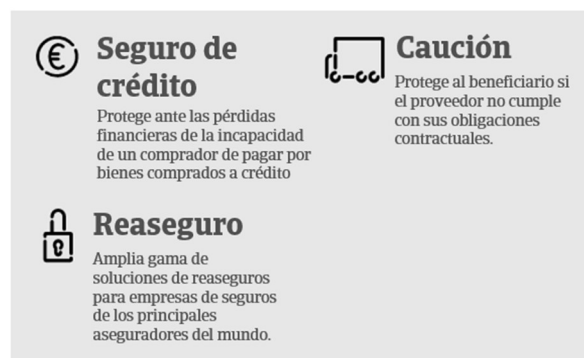 Seguro de
crédito
Protege ante las pérdidas
financieras de la incapacidad
de un comprador de pagar por
bienes comprados a crédito
Caución
Protege al beneficiario si
el proveedor no cumple
con sus obligaciones
contractuales.
Reaseguro
Amplia gama de
soluciones de reaseguros
para empresas de seguros
de los principales
aseguradores del mundo.